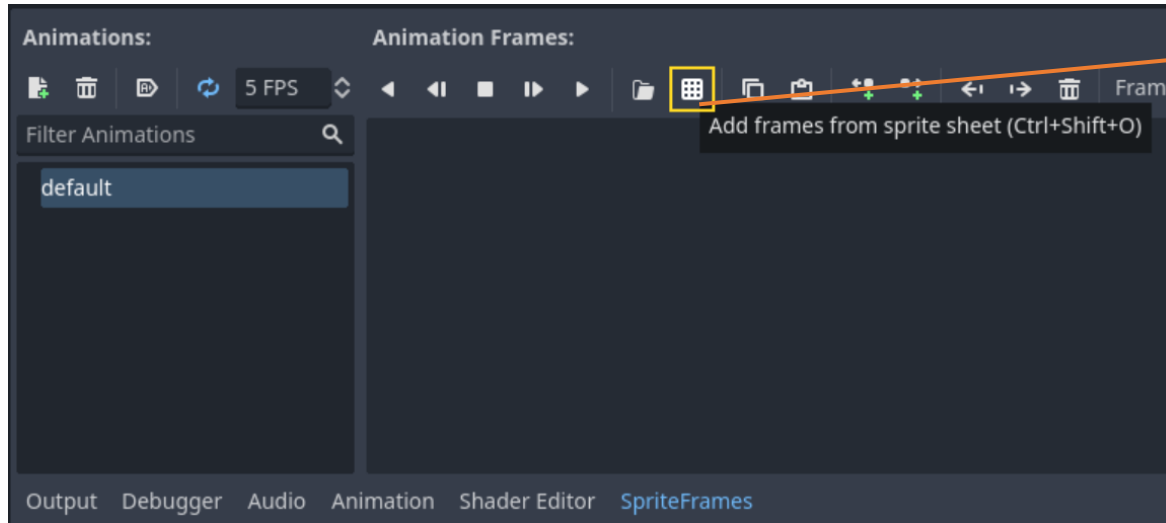 Animations: Animation Frames:
5 FPS Fram
Filter Animations Add frames from sprite sheet (Ctrl+Shift+O)
default
Output Debugger Audio Animation Shader Editor SpriteFrames